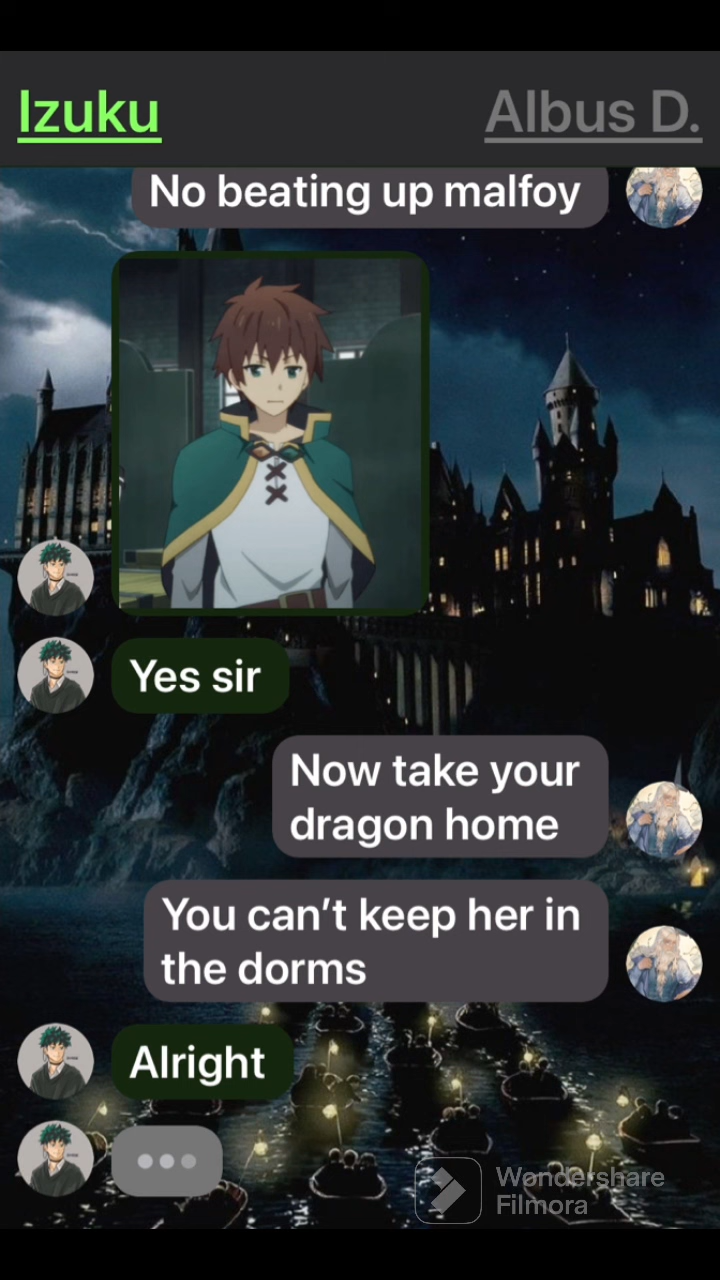 Izuku
Albus D.
No beating up malfoy
Yes sir
Now take your
dragon home
You can’t keep her in
the dorms
Alright
Wondershare
Filmora